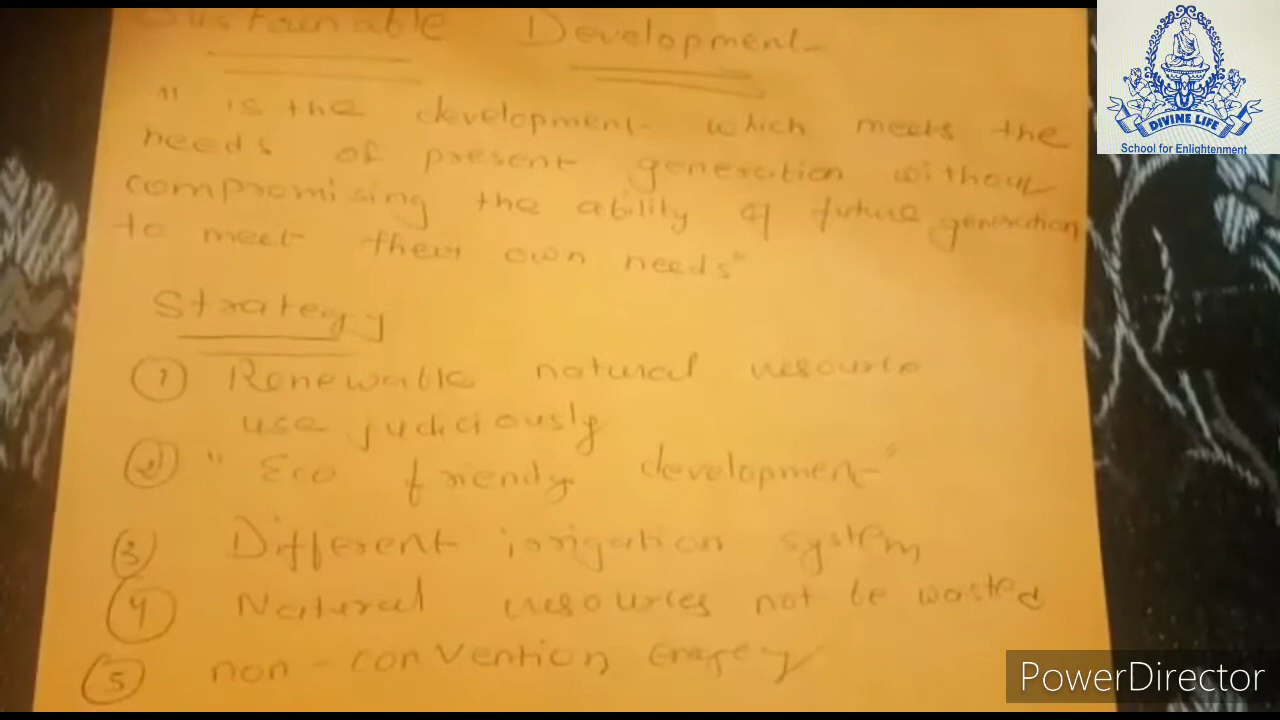 Sustainable Development
" is the development which meets the
needs of present generation without
compromising the ability of future generation
to meet their own needs"
Strategy
① Renewable natural resource
use judiciously
② " Eco friendy development "
③ Different irrigation system
④ Natural resources not be wasted
⑤ non-convention energy
DIVINE LIFE
School for Enlightenment
PowerDirector